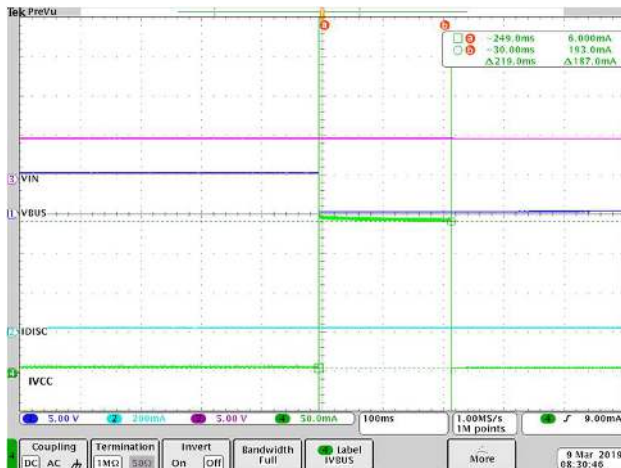 Tek PreVu
a
b
a -249.0ms 6.000mA
b -30.00ms 193.0mA
Δ219.0ms Δ187.0mA
3 VIN
1 VBUS
2 IDISC
4
IVCC
1 5.00 V 2 200mA 3 5.00 V 4 50.0mA 100ms 1.00MS/s 4 9.00mA
1M points
Coupling Termination Invert Bandwidth 4 Label More 9 Mar 2019
DC AC 1MΩ 50Ω On Off Full IVBUS 08:30:46